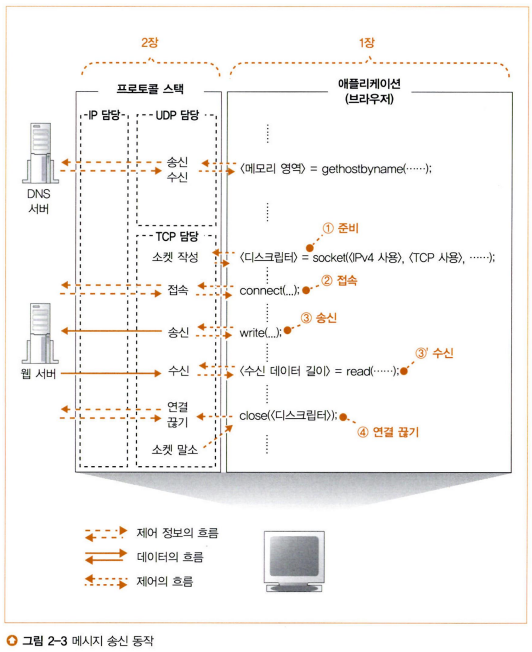 2장
1장
프로토콜 스택
애플리케이션
(브라우저)
IP 담당
UDP 담당
송신
수신
〈메모리 영역〉 = gethostbyname(……);
DNS
서버
TCP 담당
① 준비
소켓 작성
〈디스크립터〉 = socket(〈IPv4 사용〉, 〈TCP 사용〉, ……);
② 접속
접속
connect(...);
③ 송신
송신
write(...);
③′ 수신
웹 서버
수신
〈수신 데이터 길이〉 = read(……);
연결
끊기
close(〈디스크립터〉);
④ 연결 끊기
소켓 말소
제어 정보의 흐름
데이터의 흐름
제어의 흐름
그림 2-3 메시지 송신 동작